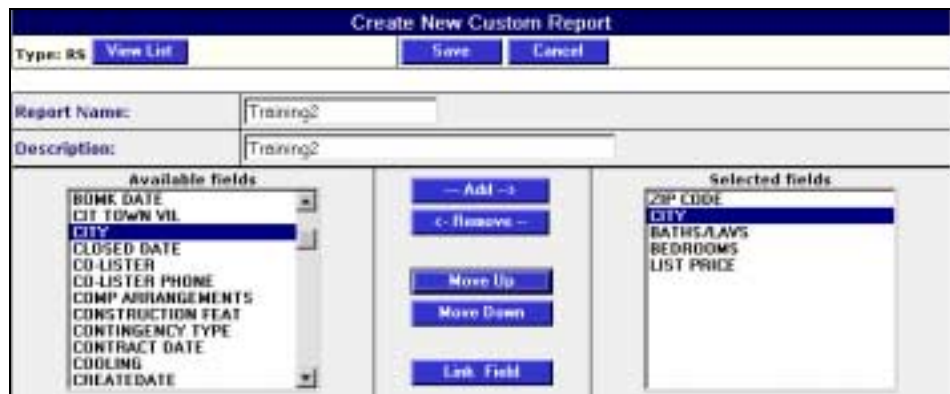 Create New Custom Report
Type: RS View List Save Cancel
Report Name: Training2
Description: Training2
Available fields
BOMK DATE
CIT TOWN VIL
CITY
CLOSED DATE
CO-LISTER
CO-LISTER PHONE
COMP ARRANGEMENTS
CONSTRUCTION FEAT
CONTINGENCY TYPE
CONTRACT DATE
COOLING
CREATEDATE
-- Add -->
<- Remove --
Move Up
Move Down
Link Field
Selected fields
ZIP CODE
CITY
BATHS/LAVS
BEDROOMS
LIST PRICE